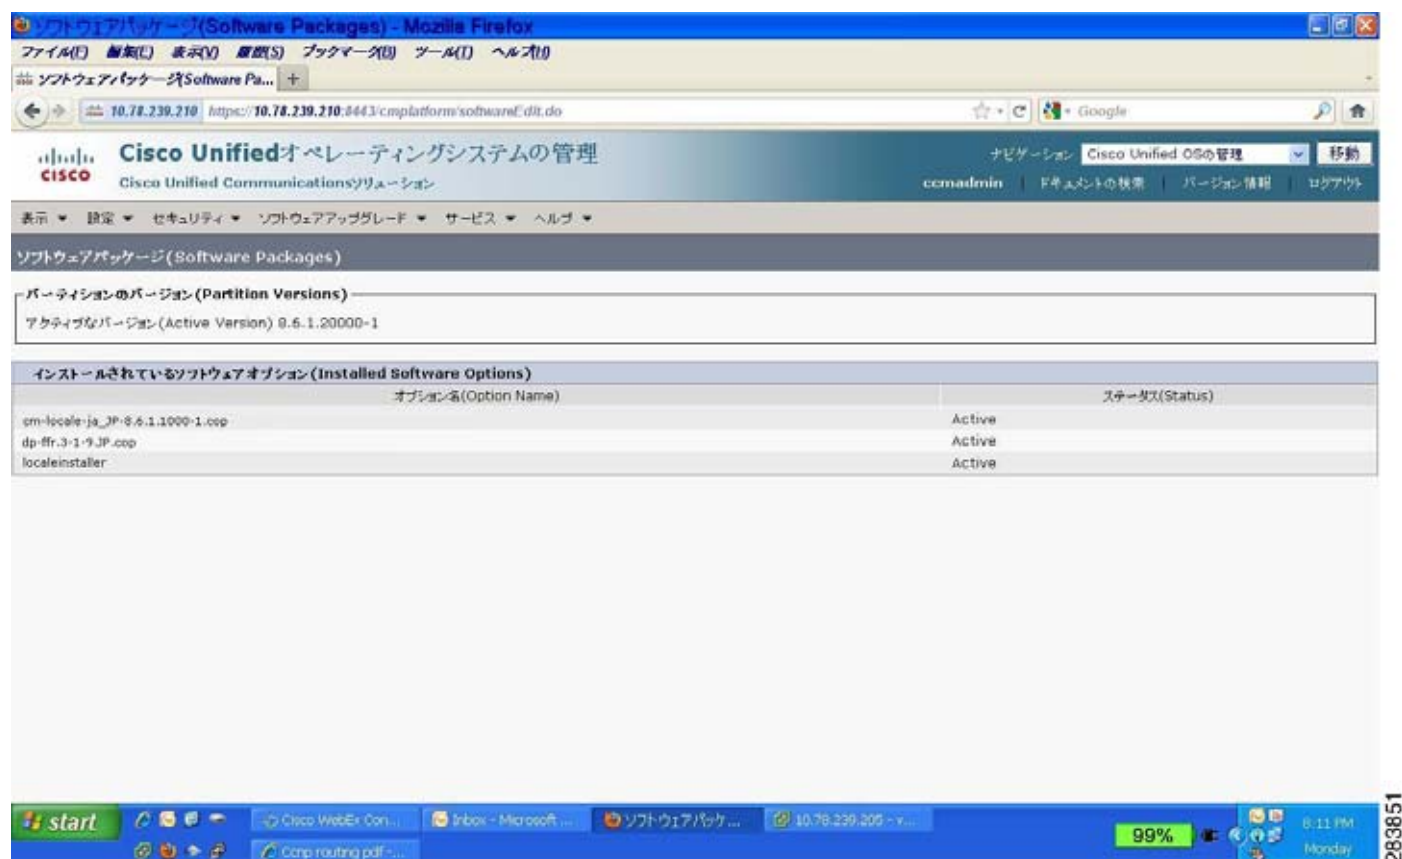 ソフトウェアパッケージ(Software Packages) - Mozilla Firefox
ファイル(F) 編集(E) 表示(V) 履歴(S) ブックマーク(B) ツール(T) ヘルプ(H)
ソフトウェアパッケージ(Software Pa... +
10.78.239.210 https://10.78.239.210:8443/cmplatform/softwareEdit.do Google
cisco
Cisco Unifiedオペレーティングシステムの管理
Cisco Unified Communicationsソリューション
ナビゲーション Cisco Unified OSの管理 移動
ccmadmin ドキュメントの検索 バージョン情報 ログアウト
表示 設定 セキュリティ ソフトウェアアップグレード サービス ヘルプ
ソフトウェアパッケージ(Software Packages)
パーティションのバージョン(Partition Versions)
アクティブなバージョン(Active Version) 8.6.1.20000-1
インストールされているソフトウェアオプション(Installed Software Options)
オプション名(Option Name) ステータス(Status)
cm-locale-ja_JP-8.6.1.1000-1.cop Active
dp-ffr.3-1-9.JP.cop Active
localeinstaller Active
start
Cisco WebEx Con...
Inbox - Microsoft ...
ソフトウェアパッケ...
10.78.239.205 - v...
Ccnp routing pdf -...
99%
8:11 PM
Monday
283851